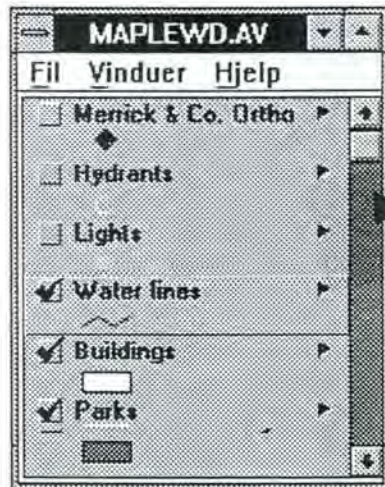 MAPLEWD.AV
Fil Vinduer Hjelp
Merrick & Co. Ortho
Hydrants
Lights
Water lines
Buildings
Parks